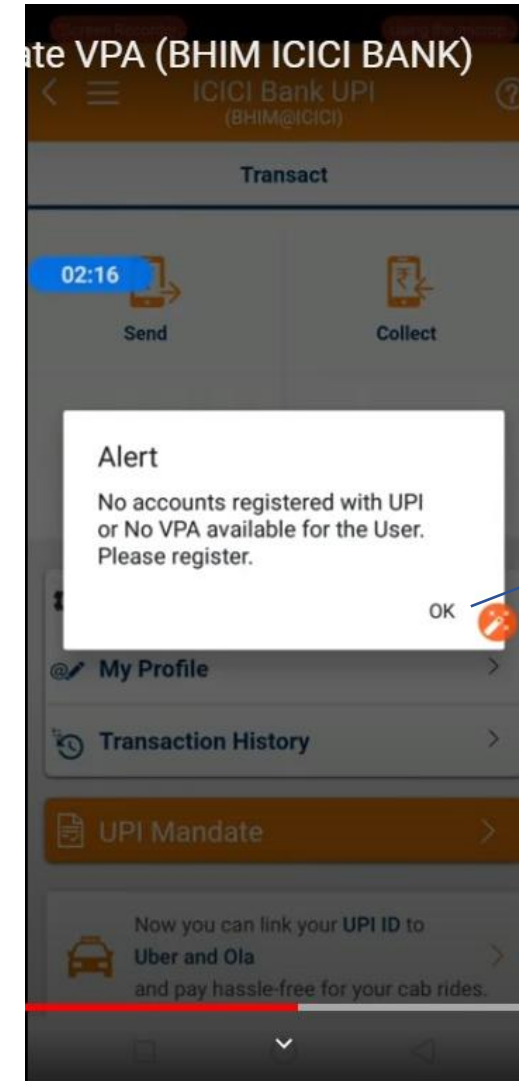 ate VPA (BHIM ICICI BANK)
ICICI Bank UPI
(BHIM@ICICI)
Transact
02:16
Send
Collect
Alert
No accounts registered with UPI
or No VPA available for the User.
Please register.
OK
My Profile
Transaction History
UPI Mandate
Now you can link your UPI ID to
Uber and Ola
and pay hassle-free for your cab rides.